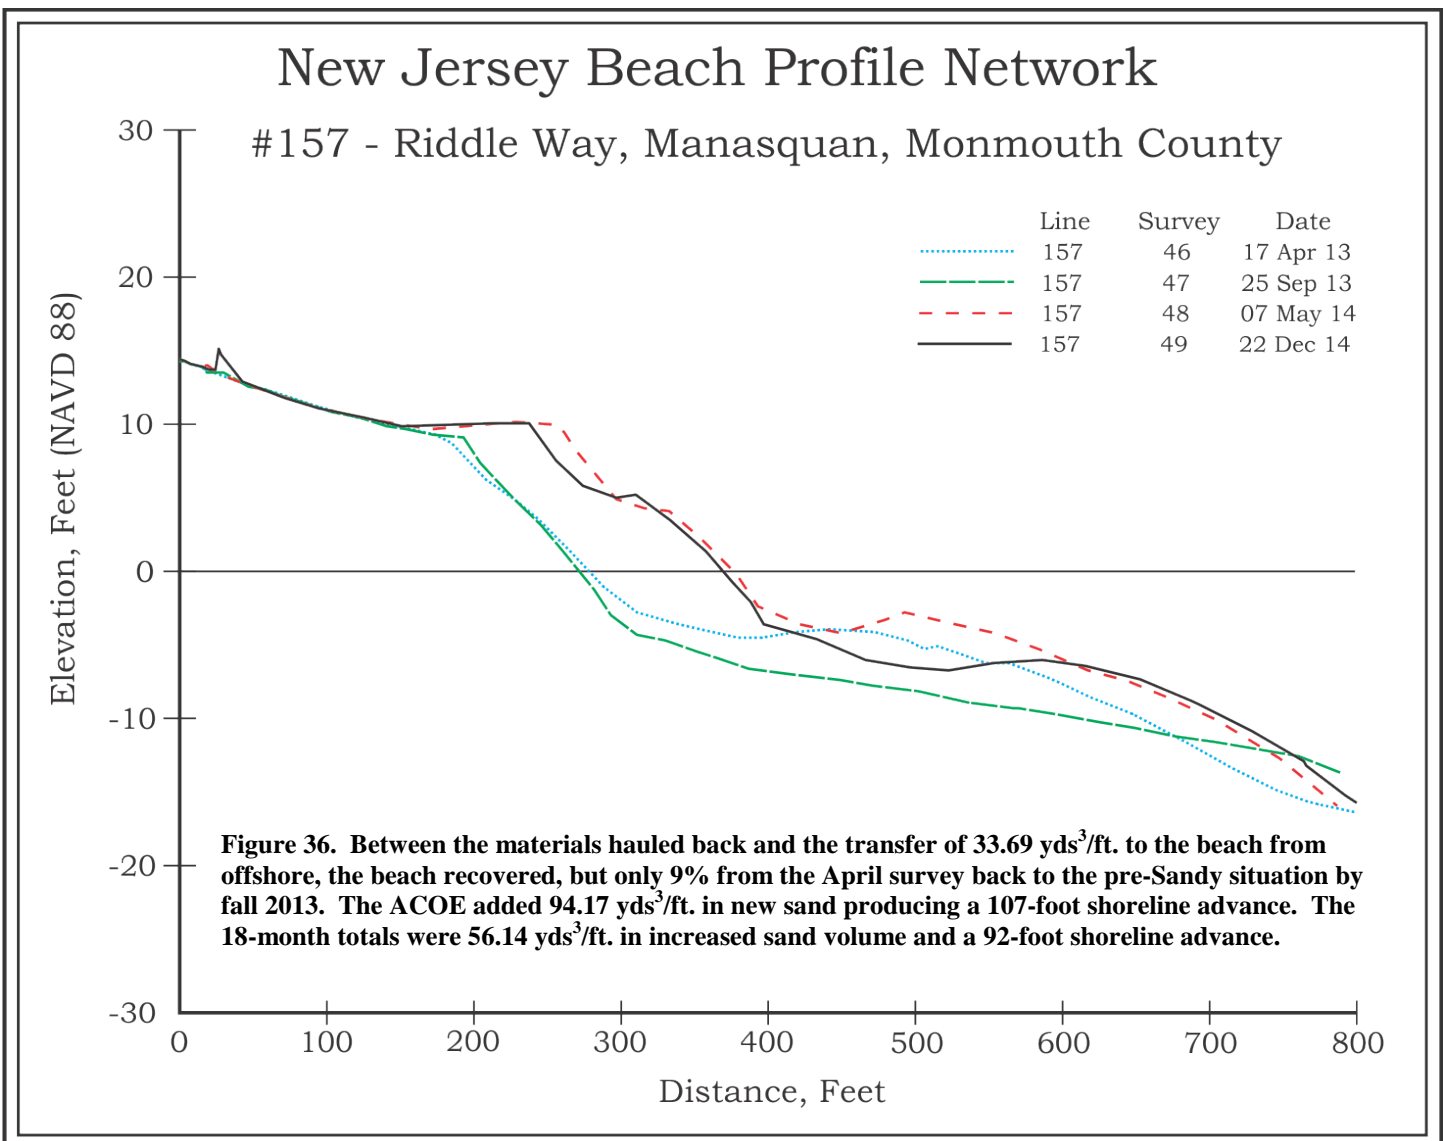 New Jersey Beach Profile Network
#157 - Riddle Way, Manasquan, Monmouth County
Line Survey Date
157 46 17 Apr 13
157 47 25 Sep 13
157 48 07 May 14
157 49 22 Dec 14
Elevation, Feet (NAVD 88)
30
20
10
0
-10
-20
-30
Figure 36. Between the materials hauled back and the transfer of 33.69 yds³/ft. to the beach from
offshore, the beach recovered, but only 9% from the April survey back to the pre-Sandy situation by
fall 2013. The ACOE added 94.17 yds³/ft. in new sand producing a 107-foot shoreline advance. The
18-month totals were 56.14 yds³/ft. in increased sand volume and a 92-foot shoreline advance.
0 100 200 300 400 500 600 700 800
Distance, Feet